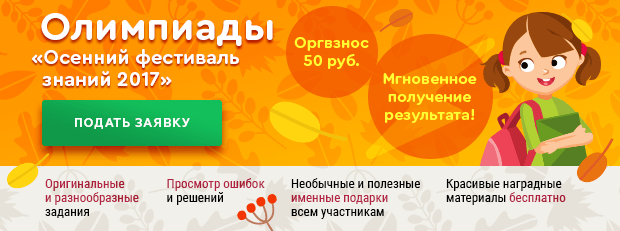 Олимпиады
«Осенний фестиваль
знаний 2017»
ПОДАТЬ ЗАЯВКУ
Оргвзнос
50 руб.
Мгновенное
получение
результата!
Оригинальные
и разнообразные
задания
Просмотр ошибок
и решений
Необычные и полезные
именные подарки
всем участникам
Красивые наградные
материалы бесплатно